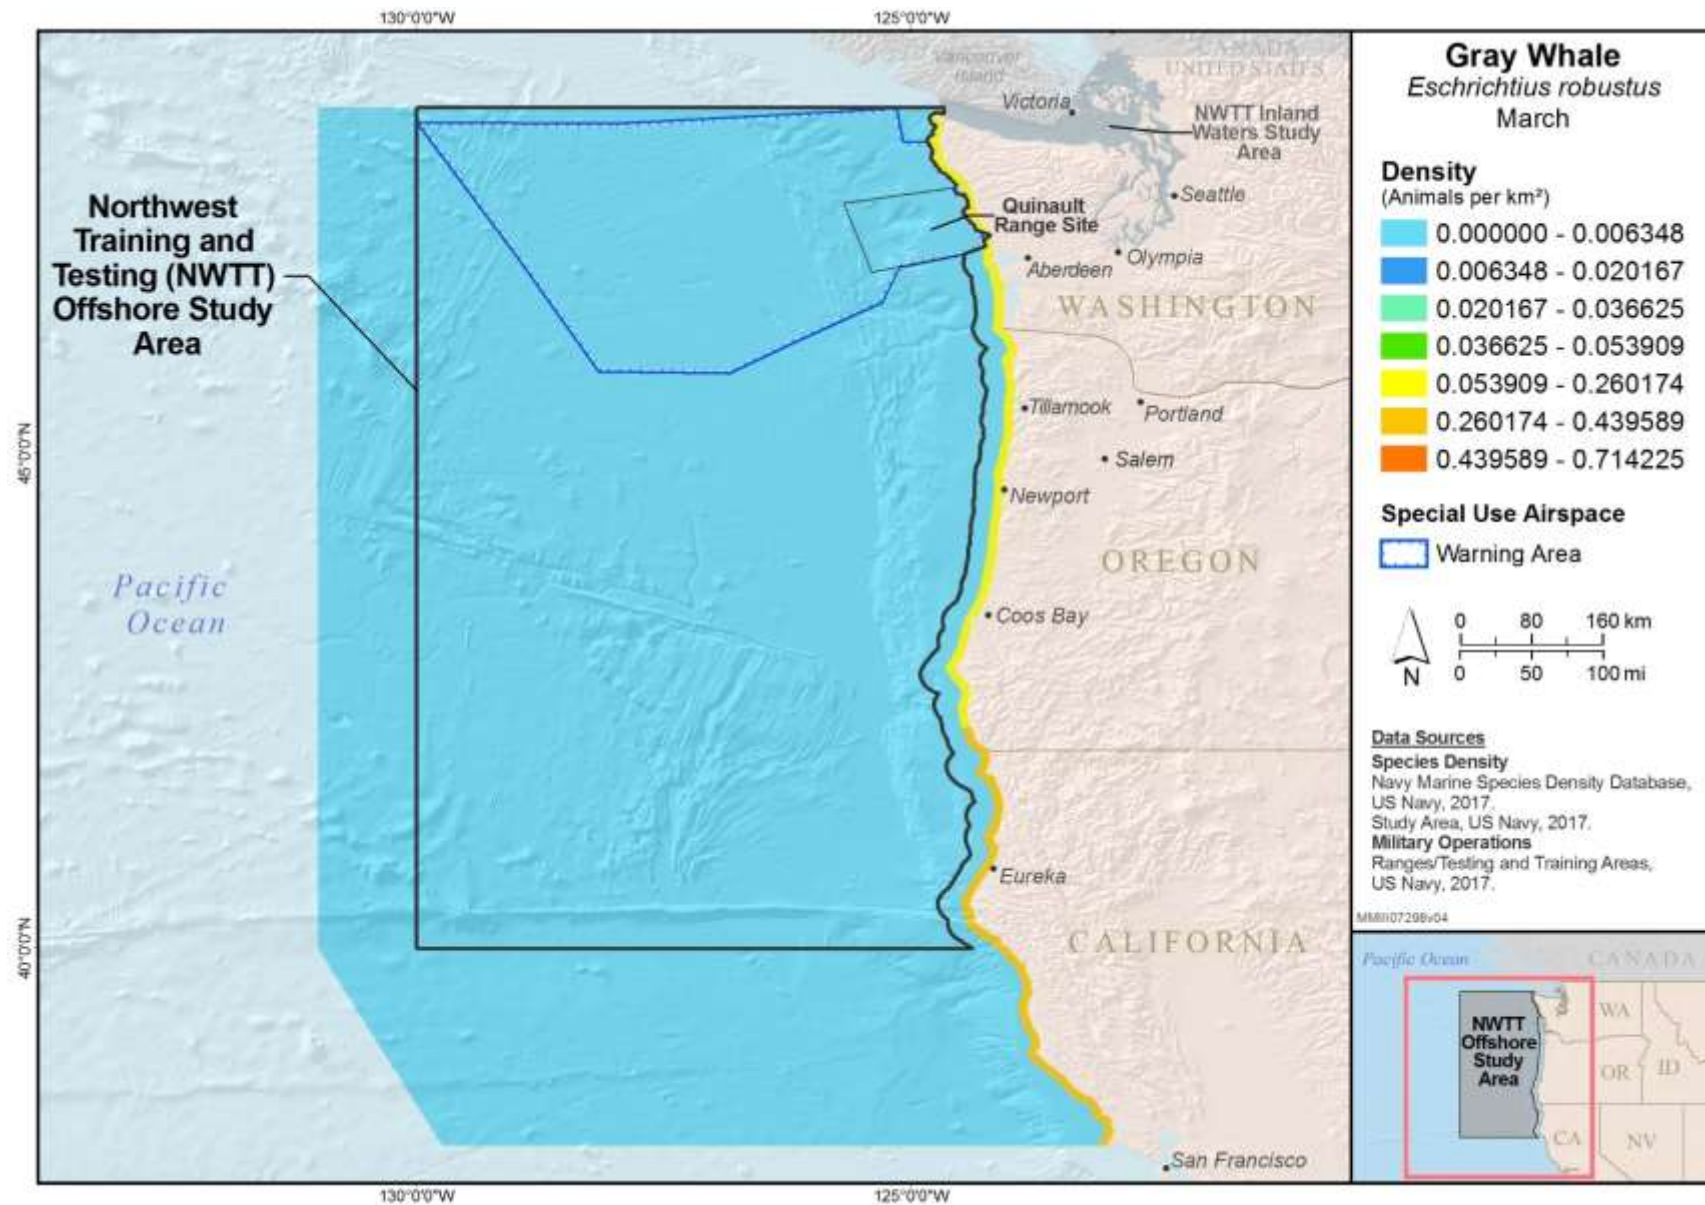 130°0'0"W
125°0'0"W
45°0'0"N
40°0'0"N
130°0'0"W
125°0'0"W
Vancouver
Island
CANADA
UNITED STATES
Victoria
NWTT Inland
Waters Study
Area
Seattle
Northwest
Training and
Testing (NWTT)
Offshore Study
Area
Quinault
Range Site
Aberdeen
Olympia
WASHINGTON
Tillamook
Portland
Salem
Newport
OREGON
Pacific
Ocean
Coos Bay
Eureka
CALIFORNIA
San Francisco
Gray Whale
Eschrichtius robustus
March
Density
(Animals per km²)
0.000000 - 0.006348
0.006348 - 0.020167
0.020167 - 0.036625
0.036625 - 0.053909
0.053909 - 0.260174
0.260174 - 0.439589
0.439589 - 0.714225
Special Use Airspace
Warning Area
N
0 80 160 km
0 50 100 mi
Data Sources
Species Density
Navy Marine Species Density Database,
US Navy, 2017.
Study Area, US Navy, 2017.
Military Operations
Ranges/Testing and Training Areas,
US Navy, 2017.
Pacific Ocean
CANADA
NWTT
Offshore
Study
Area
WA
OR
ID
CA
NV